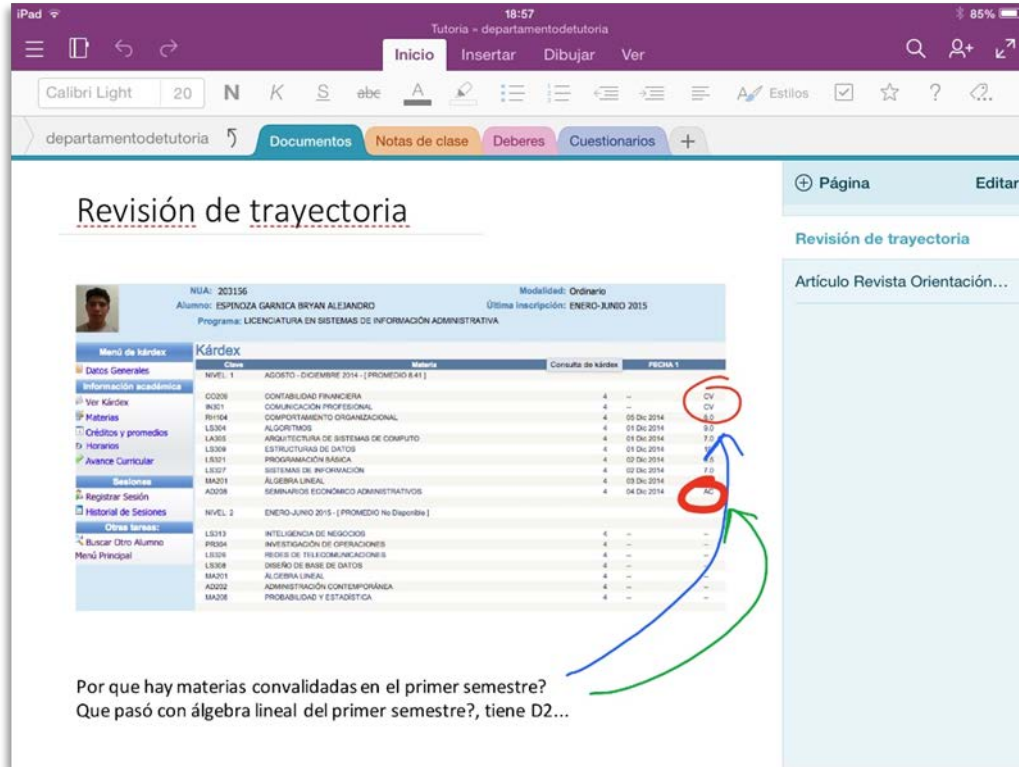 iPad 18:57 85%
Tutoria » departamentodetutoria
Inicio Insertar Dibujar Ver
Calibri Light 20 N K S abc A Estilos
departamentodetutoria Documentos Notas de clase Deberes Cuestionarios +
Página Editar
Revisión de trayectoria
Artículo Revista Orientación...
Revisión de trayectoria
NUA: 203156 Modalidad: Ordinario
Alumno: ESPINOZA GARNICA BRYAN ALEJANDRO Última inscripción: ENERO-JUNIO 2015
Programa: LICENCIATURA EN SISTEMAS DE INFORMACIÓN ADMINISTRATIVA
Menú de kárdex
Datos Generales
Información académica
Ver Kárdex
Materias
Créditos y promedios
Horarios
Avance Curricular
Sesiones
Registrar Sesión
Historial de Sesiones
Otras tareas:
Buscar Otro Alumno
Menú Principal
Kárdex
Clave Materia Consulta de kárdex FECHA 1
NIVEL: 1 AGOSTO - DICIEMBRE 2014 - [ PROMEDIO 8.41 ]
CO208 CONTABILIDAD FINANCIERA 4 -- CV
IN301 COMUNICACIÓN PROFESIONAL 4 -- CV
RH104 COMPORTAMIENTO ORGANIZACIONAL 4 05 Dic 2014
LS304 ALGORITMOS 4 01 Dic 2014 9.0
LA305 ARQUITECTURA DE SISTEMAS DE COMPUTO 4 01 Dic 2014 7.0
LS309 ESTRUCTURAS DE DATOS 4 01 Dic 2014
LS321 PROGRAMACIÓN BÁSICA 4 02 Dic 2014
LS327 SISTEMAS DE INFORMACIÓN 4 02 Dic 2014 7.0
MA201 ÁLGEBRA LINEAL 4 03 Dic 2014
AD208 SEMINARIOS ECONÓMICO ADMINISTRATIVOS 4 04 Dic 2014 AC
NIVEL: 2 ENERO-JUNIO 2015 - [ PROMEDIO No Disponible ]
LS313 INTELIGENCIA DE NEGOCIOS 4 -- --
PR304 INVESTIGACIÓN DE OPERACIONES 4 -- --
LS326 REDES DE TELECOMUNICACIONES 4 -- --
LS308 DISEÑO DE BASE DE DATOS 4 -- --
MA201 ÁLGEBRA LINEAL 4 -- --
AD202 ADMINISTRACIÓN CONTEMPORÁNEA 4 -- --
MA208 PROBABILIDAD Y ESTADÍSTICA 4 -- --
Por que hay materias convalidadas en el primer semestre?
Que pasó con álgebra lineal del primer semestre?, tiene D2...